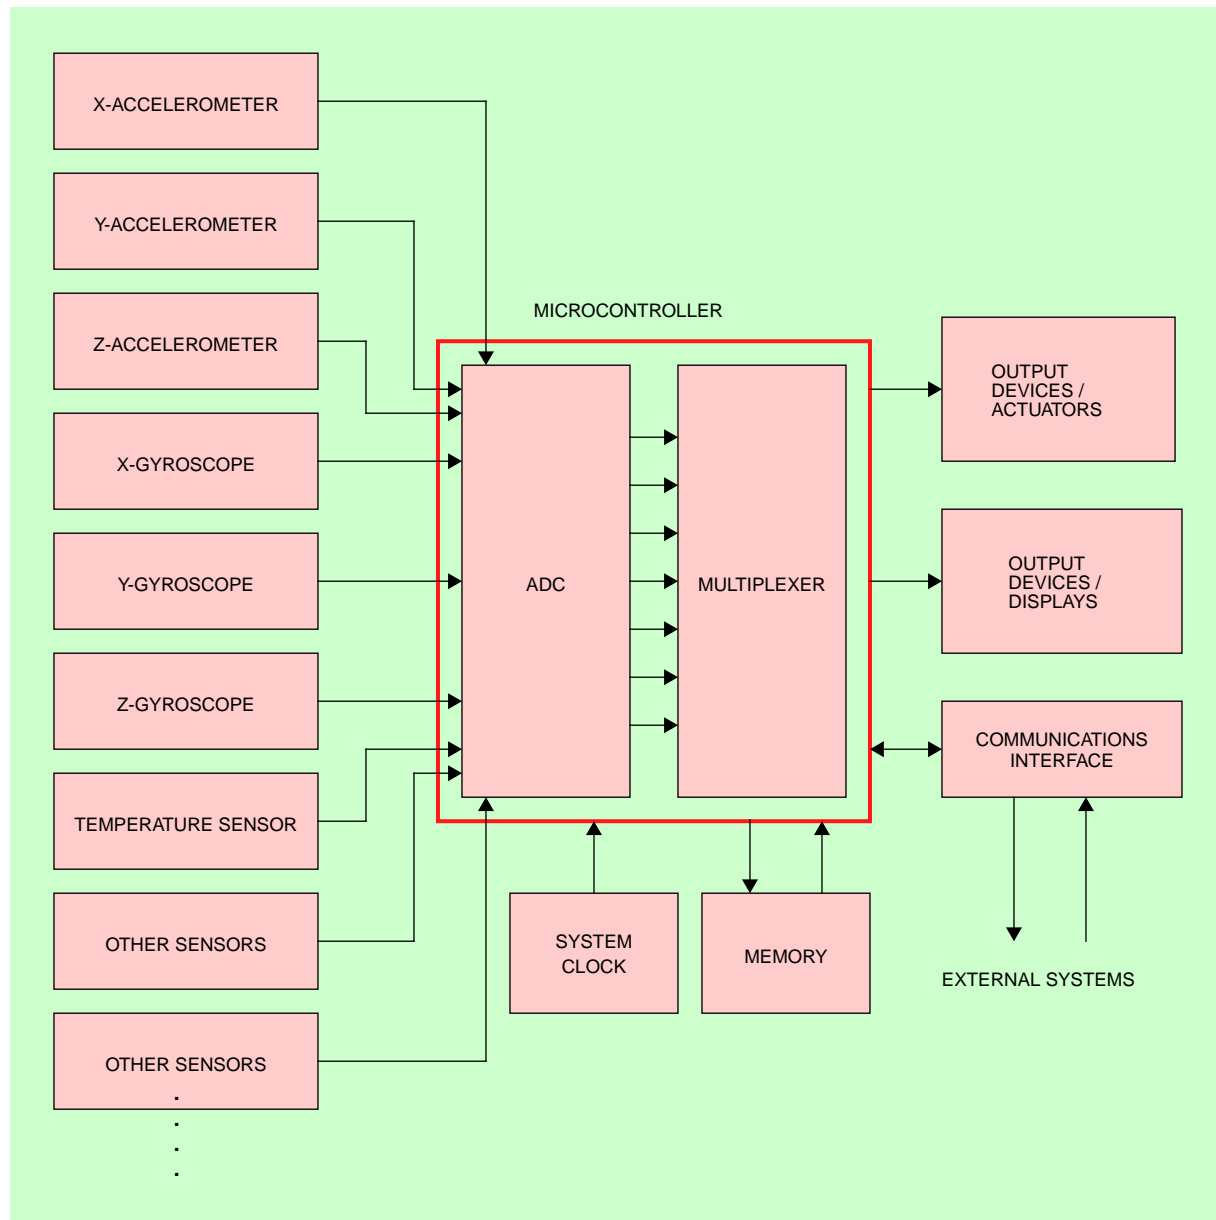 X-ACCELEROMETER
Y-ACCELEROMETER
Z-ACCELEROMETER
X-GYROSCOPE
Y-GYROSCOPE
Z-GYROSCOPE
TEMPERATURE SENSOR
OTHER SENSORS
OTHER SENSORS
MICROCONTROLLER
ADC
MULTIPLEXER
SYSTEM
CLOCK
MEMORY
OUTPUT
DEVICES /
ACTUATORS
OUTPUT
DEVICES /
DISPLAYS
COMMUNICATIONS
INTERFACE
EXTERNAL SYSTEMS